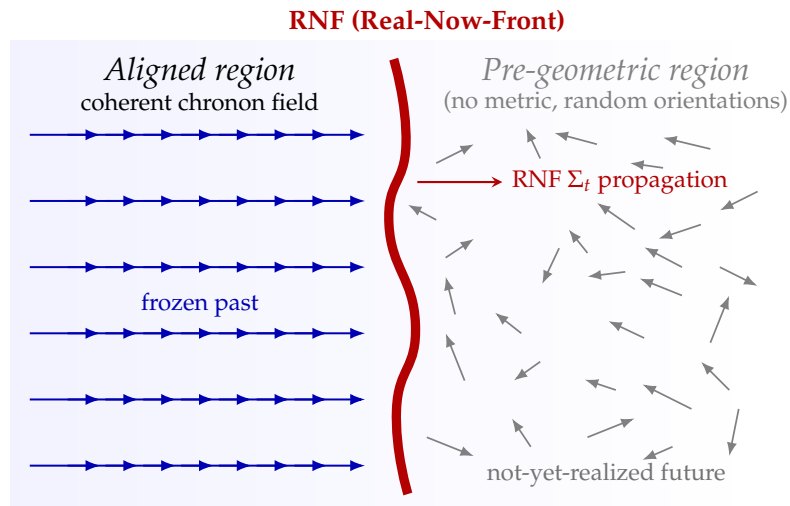 RNF (Real-Now-Front)
Aligned region
coherent chronon field
Pre-geometric region
(no metric, random orientations)
RNF Σₜ propagation
frozen past
not-yet-realized future